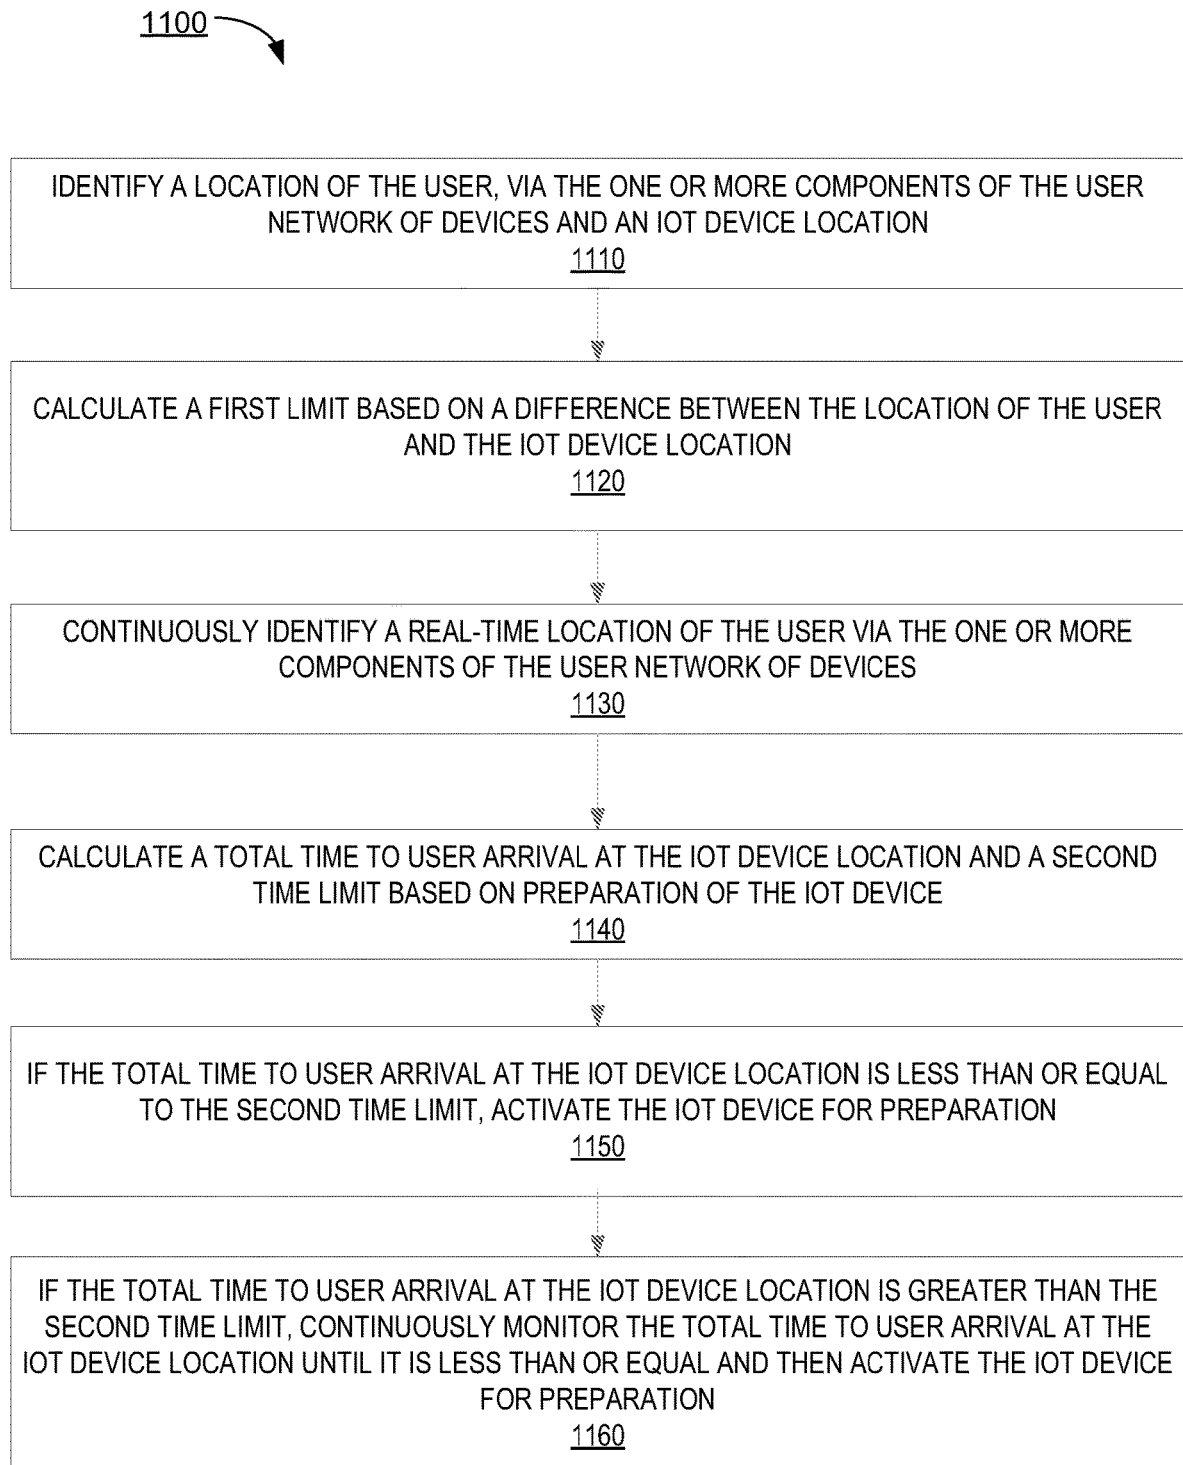 1100
IDENTIFY A LOCATION OF THE USER, VIA THE ONE OR MORE COMPONENTS OF THE USER
NETWORK OF DEVICES AND AN IOT DEVICE LOCATION
1110
CALCULATE A FIRST LIMIT BASED ON A DIFFERENCE BETWEEN THE LOCATION OF THE USER
AND THE IOT DEVICE LOCATION
1120
CONTINUOUSLY IDENTIFY A REAL-TIME LOCATION OF THE USER VIA THE ONE OR MORE
COMPONENTS OF THE USER NETWORK OF DEVICES
1130
CALCULATE A TOTAL TIME TO USER ARRIVAL AT THE IOT DEVICE LOCATION AND A SECOND
TIME LIMIT BASED ON PREPARATION OF THE IOT DEVICE
1140
IF THE TOTAL TIME TO USER ARRIVAL AT THE IOT DEVICE LOCATION IS LESS THAN OR EQUAL
TO THE SECOND TIME LIMIT, ACTIVATE THE IOT DEVICE FOR PREPARATION
1150
IF THE TOTAL TIME TO USER ARRIVAL AT THE IOT DEVICE LOCATION IS GREATER THAN THE
SECOND TIME LIMIT, CONTINUOUSLY MONITOR THE TOTAL TIME TO USER ARRIVAL AT THE
IOT DEVICE LOCATION UNTIL IT IS LESS THAN OR EQUAL AND THEN ACTIVATE THE IOT DEVICE
FOR PREPARATION
1160